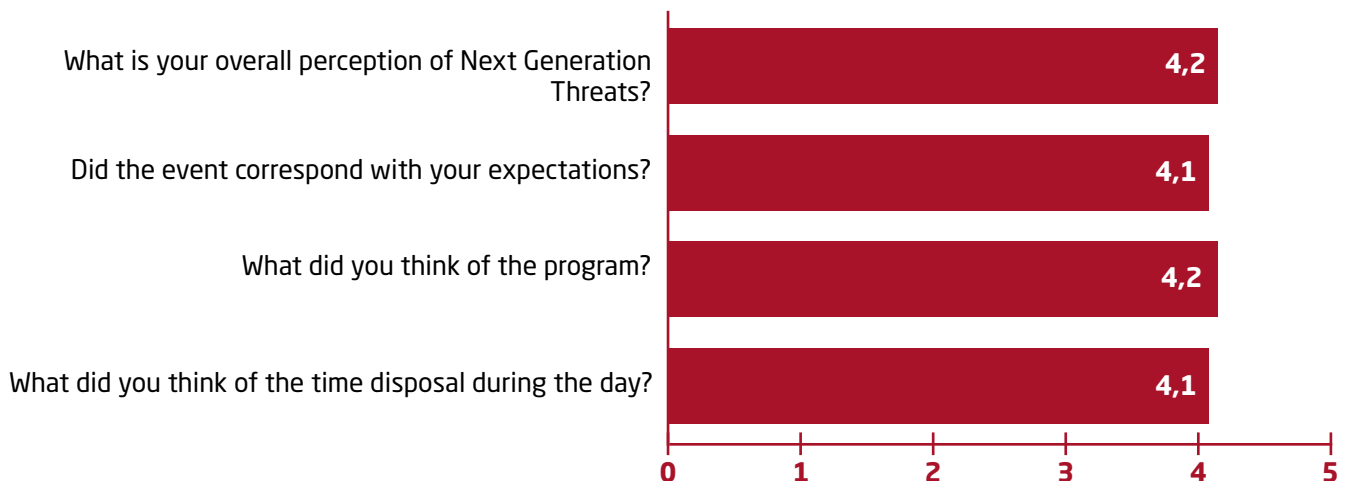 What is your overall perception of Next Generation
Threats?
4,2
Did the event correspond with your expectations?
4,1
What did you think of the program?
4,2
What did you think of the time disposal during the day?
4,1
0 1 2 3 4 5